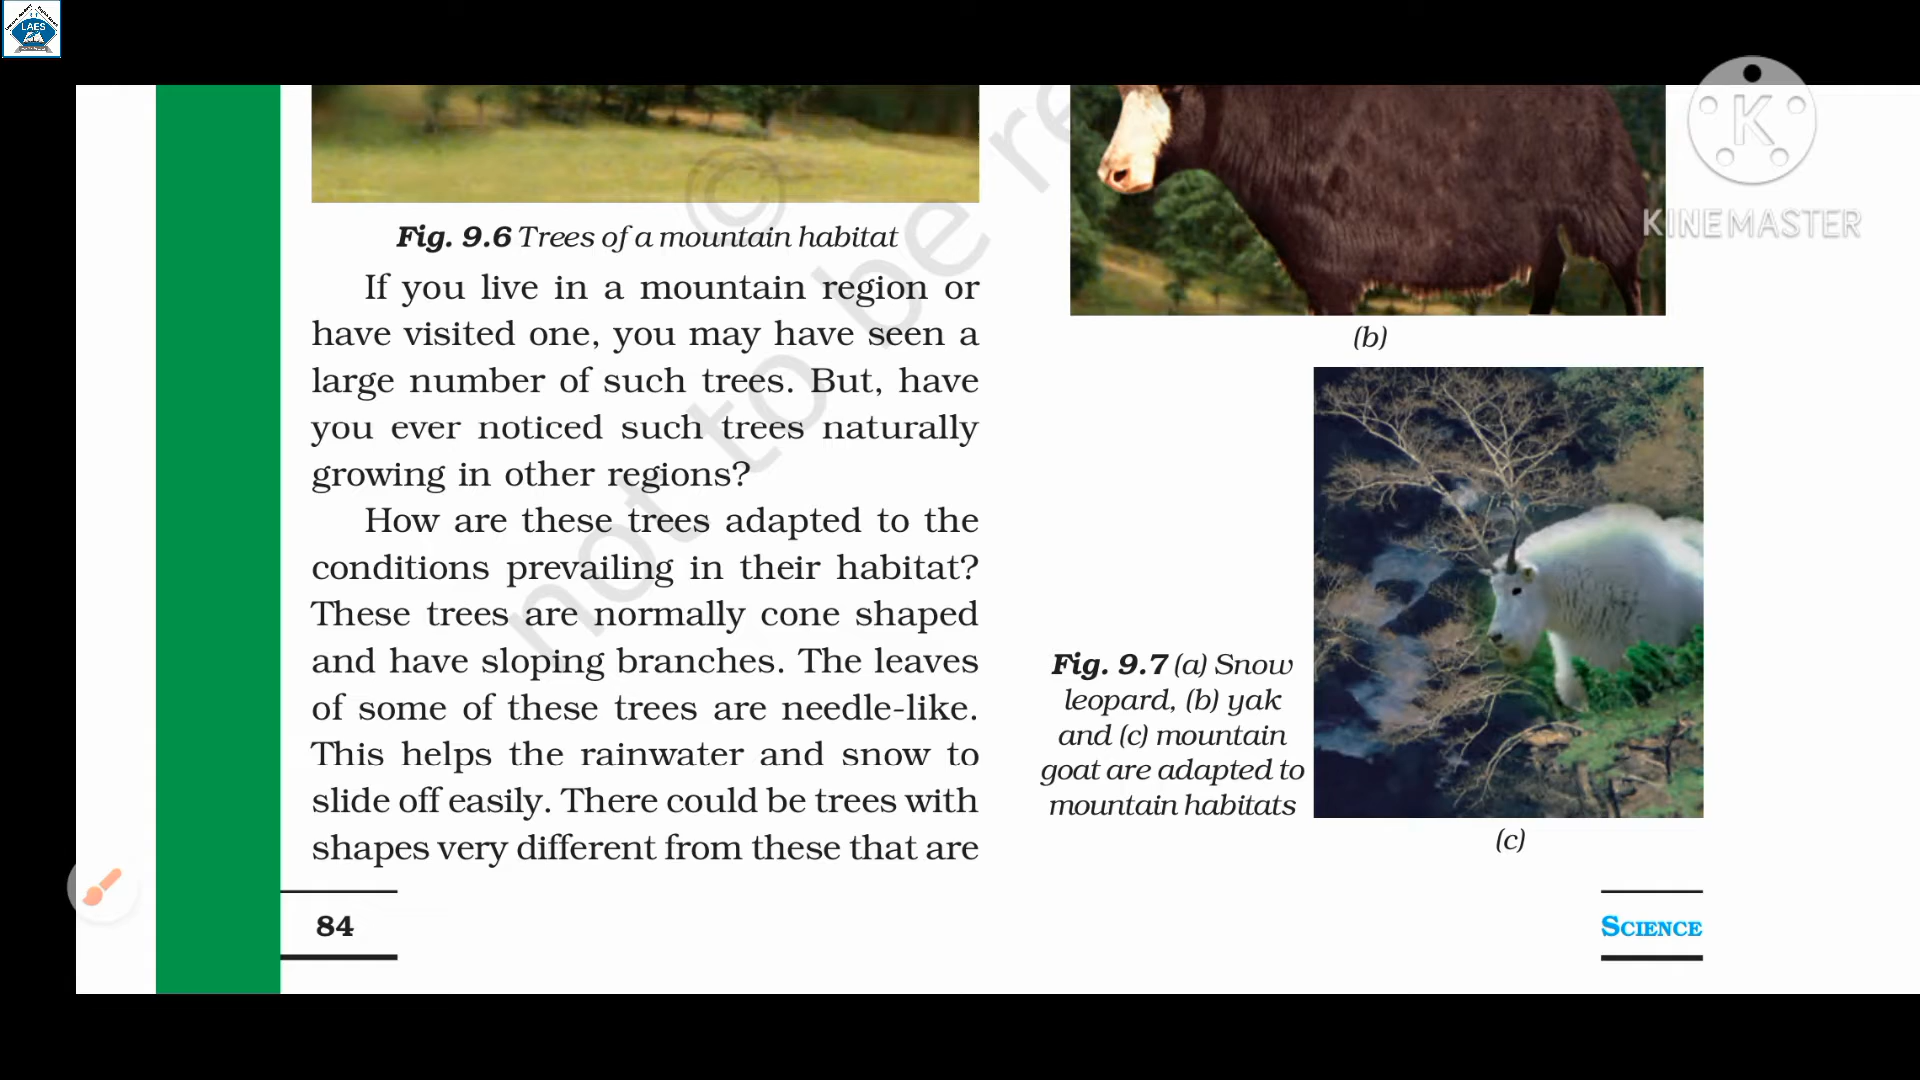 LAES
Fig. 9.6 Trees of a mountain habitat
If you live in a mountain region or
have visited one, you may have seen a
large number of such trees. But, have
you ever noticed such trees naturally
growing in other regions?
How are these trees adapted to the
conditions prevailing in their habitat?
These trees are normally cone shaped
and have sloping branches. The leaves
of some of these trees are needle-like.
This helps the rainwater and snow to
slide off easily. There could be trees with
shapes very different from these that are
84
(b)
Fig. 9.7 (a) Snow
leopard, (b) yak
and (c) mountain
goat are adapted to
mountain habitats
(c)
SCIENCE
©
not to be re
K
KINEMASTER